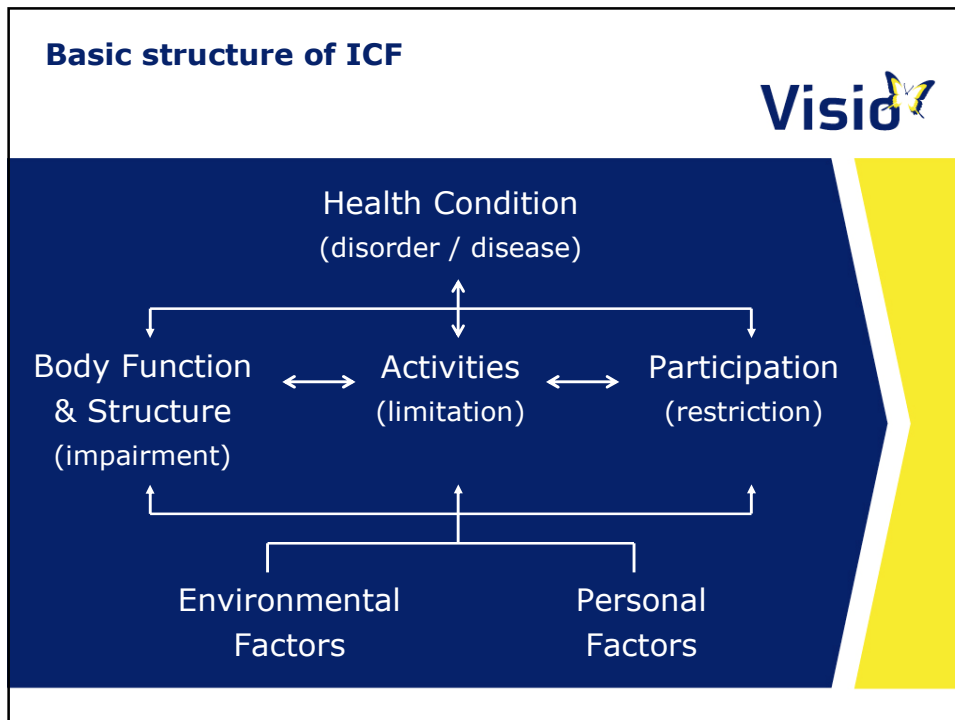 Basic structure of ICF
Visio
Health Condition
(disorder / disease)
Body Function
& Structure
(impairment)
Activities
(limitation)
Participation
(restriction)
Environmental
Factors
Personal
Factors